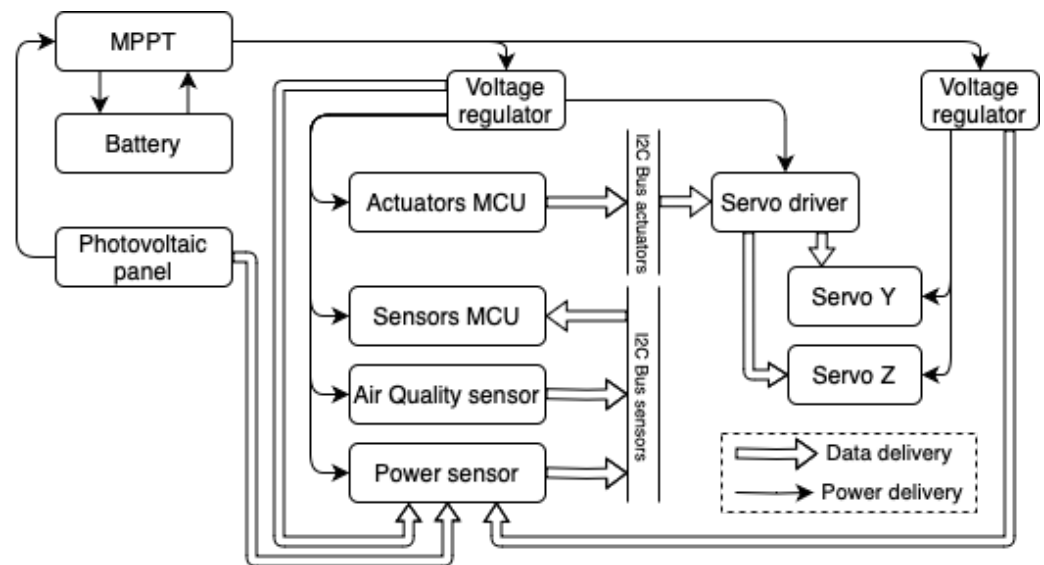 MPPT
Voltage
regulator
Voltage
regulator
Battery
I2C Bus actuators
Actuators MCU
Servo driver
Photovoltaic
panel
Servo Y
Sensors MCU
I2C Bus sensors
Servo Z
Air Quality sensor
Power sensor
Data delivery
Power delivery